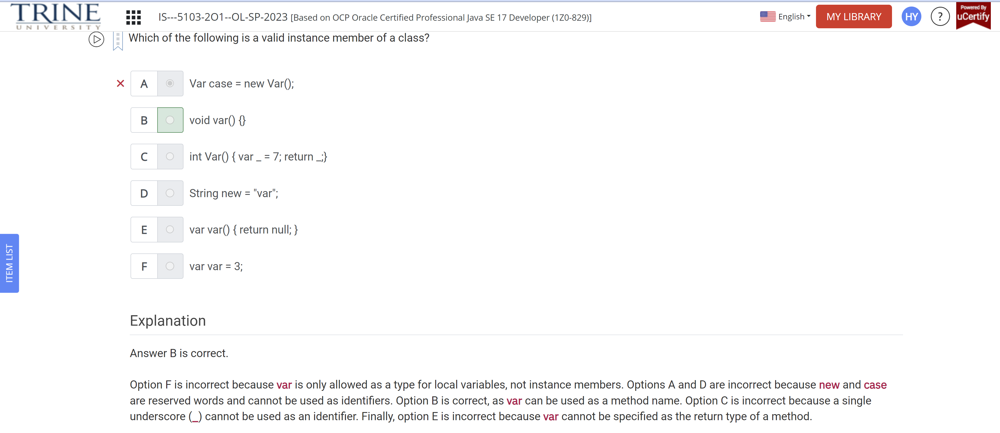 TRINE
UNIVERSITY
IS---5103-2O1--OL-SP-2023 [Based on OCP Oracle Certified Professional Java SE 17 Developer (1Z0-829)]
English
MY LIBRARY
HY
?
Powered By
uCertify
Which of the following is a valid instance member of a class?
A Var case = new Var();
B void var() {}
C int Var() { var _ = 7; return _;}
D String new = "var";
E var var() { return null; }
F var var = 3;
ITEM LIST
Explanation
Answer B is correct.
Option F is incorrect because var is only allowed as a type for local variables, not instance members. Options A and D are incorrect because new and case
are reserved words and cannot be used as identifiers. Option B is correct, as var can be used as a method name. Option C is incorrect because a single
underscore (_) cannot be used as an identifier. Finally, option E is incorrect because var cannot be specified as the return type of a method.